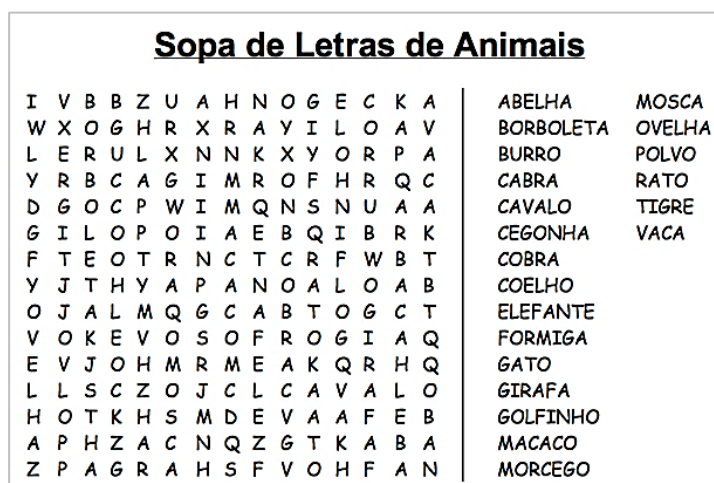 Sopa de Letras de Animais
I V B B Z U A H N O G E C K A ABELHA MOSCA
W X O G H R X R A Y I L O A V BORBOLETA OVELHA
L E R U L X N N K X Y O R P A BURRO POLVO
Y R B C A G I M R O F H R Q C CABRA RATO
D G O C P W I M Q N S N U A A CAVALO TIGRE
G I L O P O I A E B Q I B R K CEGONHA VACA
F T E O T R N C T C R F W B T COBRA
Y J T H Y A P A N O A L O A B COELHO
O J A L M Q G C A B T O G C T ELEFANTE
V O K E V O S O F R O G I A Q FORMIGA
E V J O H M R M E A K Q R H Q GATO
L L S C Z O J C L C A V A L O GIRAFA
H O T K H S M D E V A A F E B GOLFINHO
A P H Z A C N Q Z G T K A B A MACACO
Z P A G R A H S F V O H F A N MORCEGO